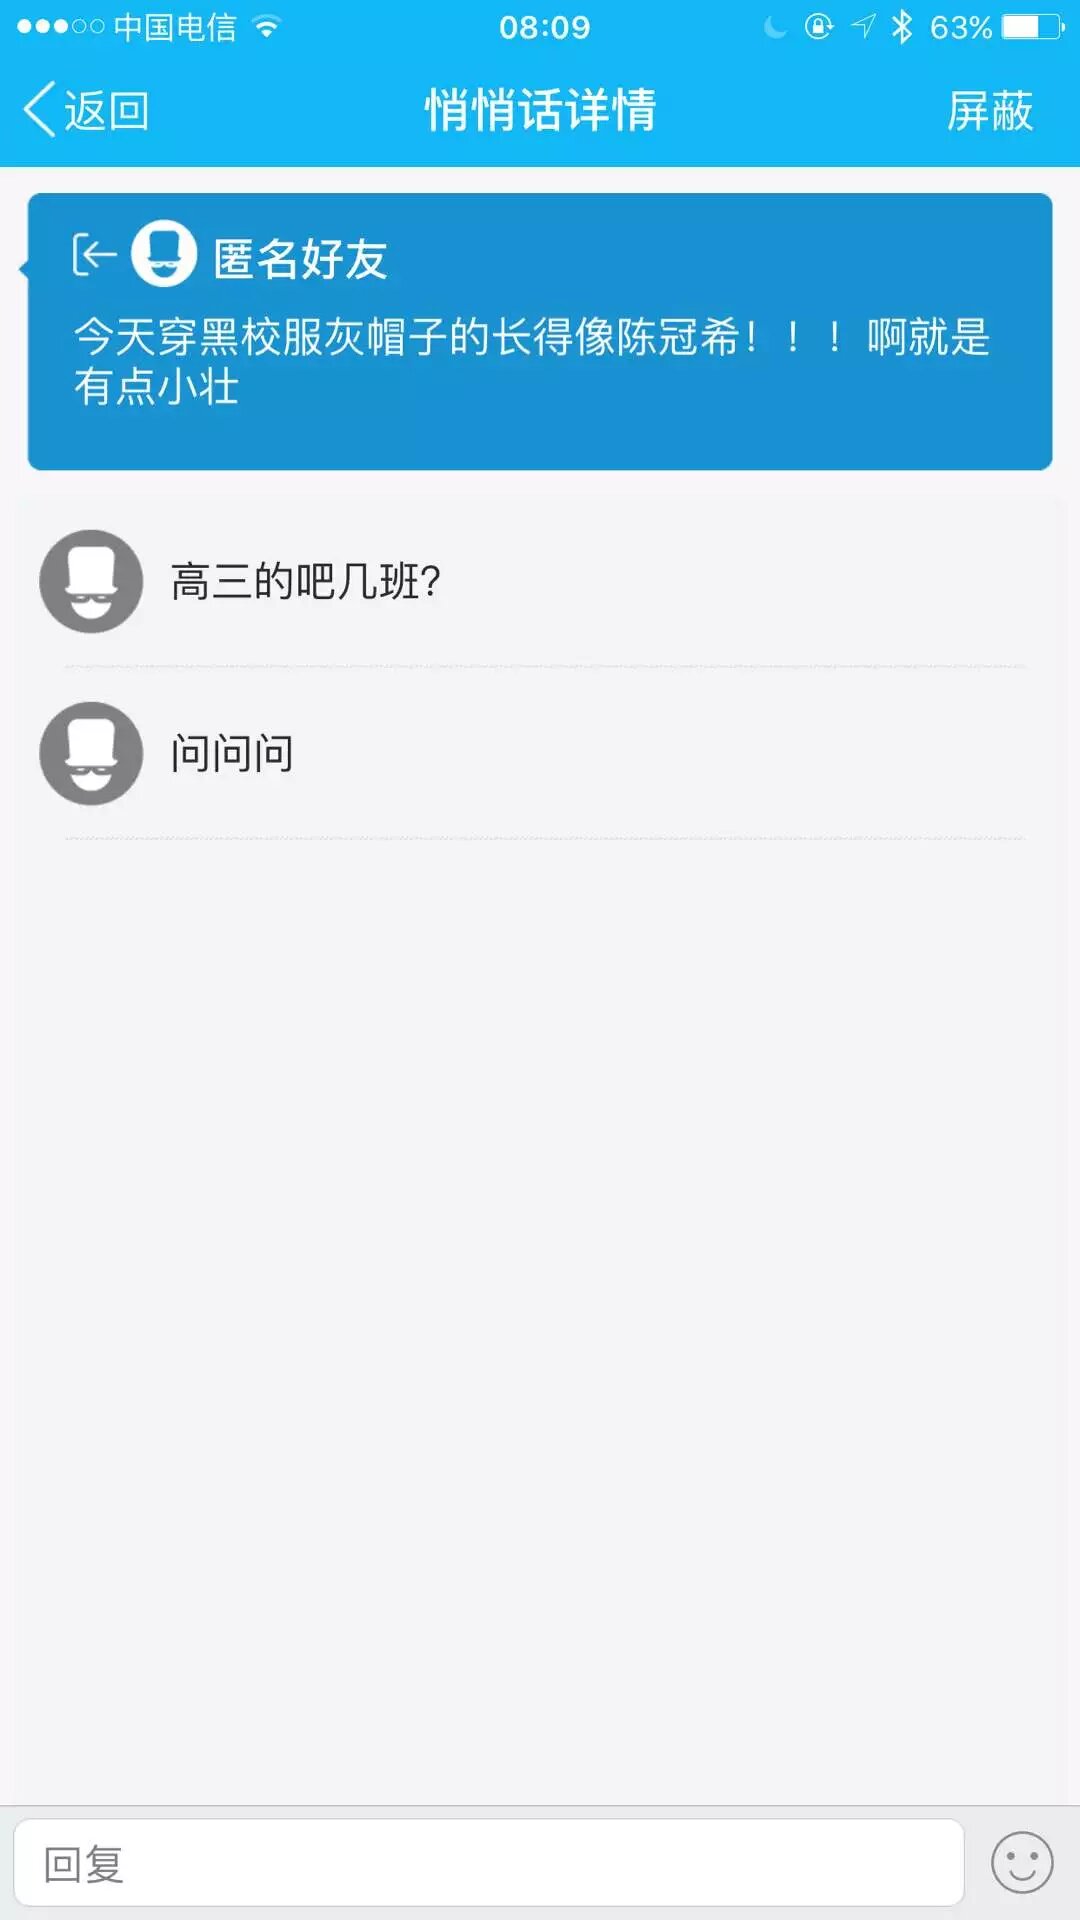 中国电信 08:09 63%
返回 悄悄话详情 屏蔽
匿名好友
今天穿黑校服灰帽子的长得像陈冠希！！！啊就是
有点小壮
高三的吧几班?
问问问
回复